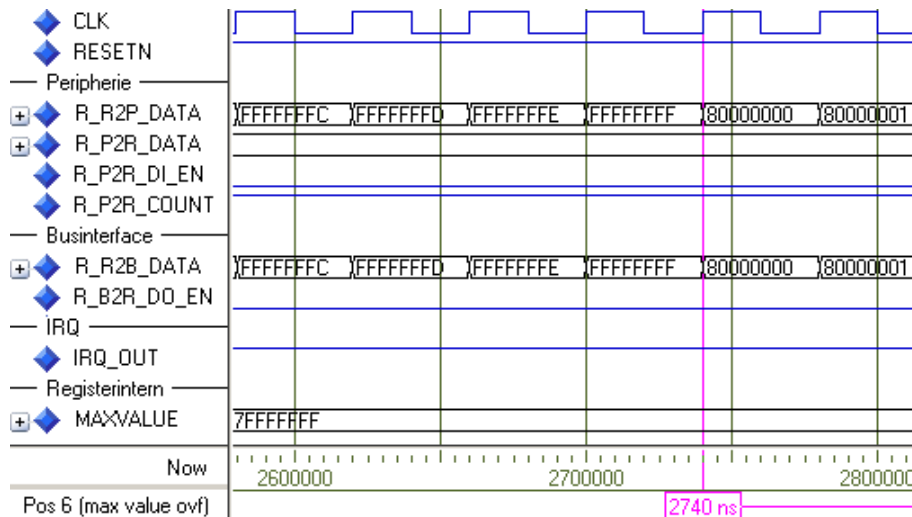 CLK
RESETN
Peripherie
R_R2P_DATA FFFFFFFC FFFFFFFD FFFFFFFE FFFFFFFF 80000000 80000001
R_P2R_DATA
R_P2R_DI_EN
R_P2R_COUNT
Businterface
R_R2B_DATA FFFFFFFC FFFFFFFD FFFFFFFE FFFFFFFF 80000000 80000001
R_B2R_DO_EN
IRQ
IRQ_OUT
Registerintern
MAXVALUE 7FFFFFFF
Now 2600000 2700000 2800000
Pos 6 (max value ovf) 2740 ns